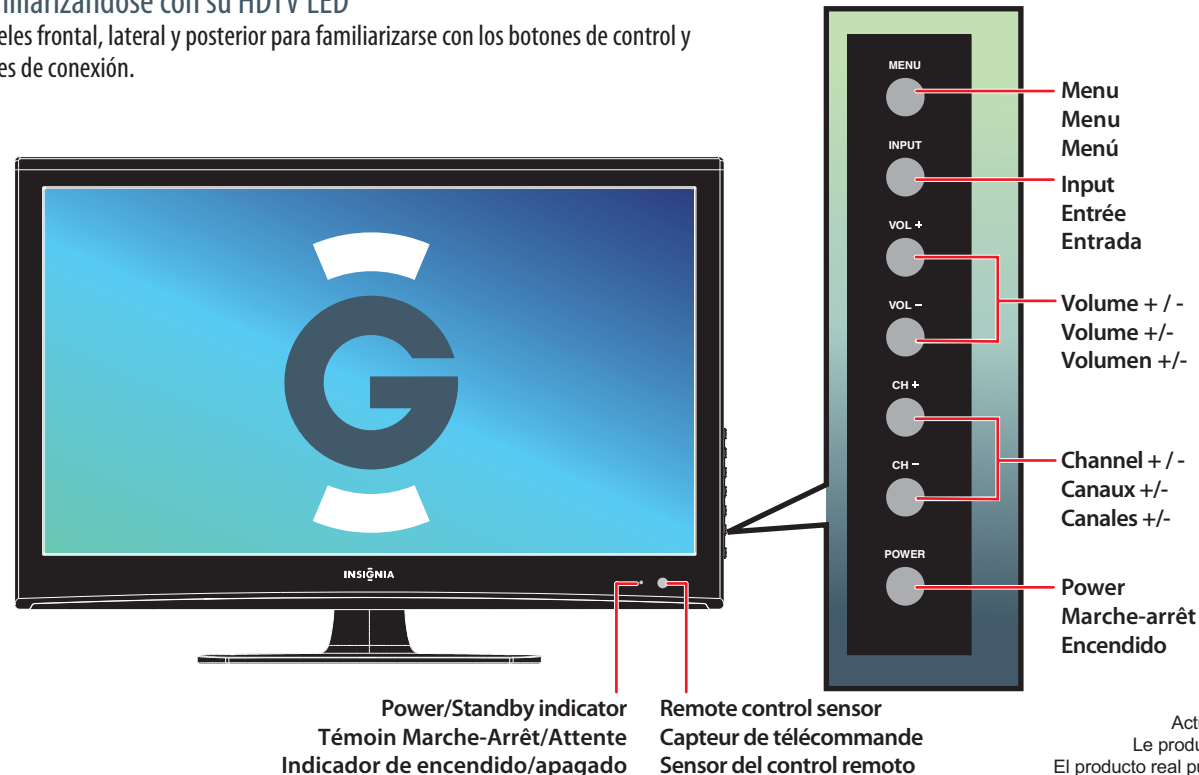 miliarizándose con su HDTV LED
eles frontal, lateral y posterior para familiarizarse con los botones de control y
es de conexión.
MENU
Menu
Menu
Menú
INPUT
Input
Entrée
Entrada
VOL +
VOL –
Volume + / -
Volume +/-
Volumen +/-
CH +
CH –
Channel + / -
Canaux +/-
Canales +/-
POWER
Power
Marche-arrêt
Encendido
INSIGNIA
Power/Standby indicator
Témoin Marche-Arrêt/Attente
Indicador de encendido/apagado
Remote control sensor
Capteur de télécommande
Sensor del control remoto
Le produ
El producto real pu